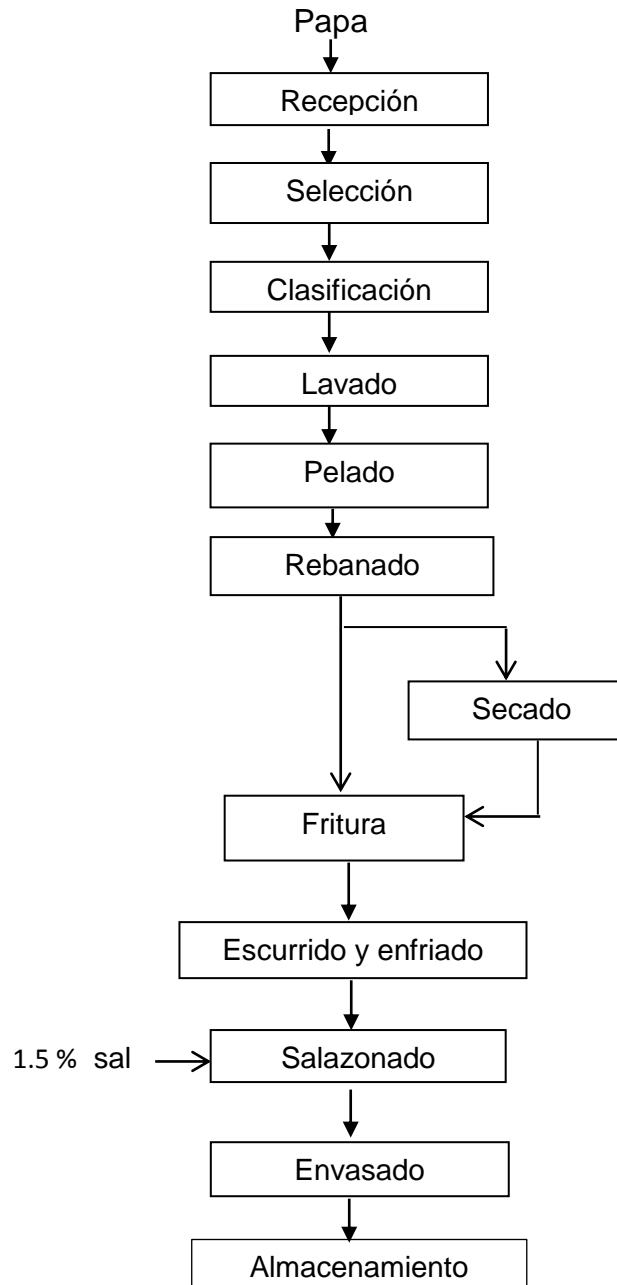 Papa
Recepción
Selección
Clasificación
Lavado
Pelado
Rebanado
Secado
Fritura
Escurrido y enfriado
1.5 % sal
Salazonado
Envasado
Almacenamiento